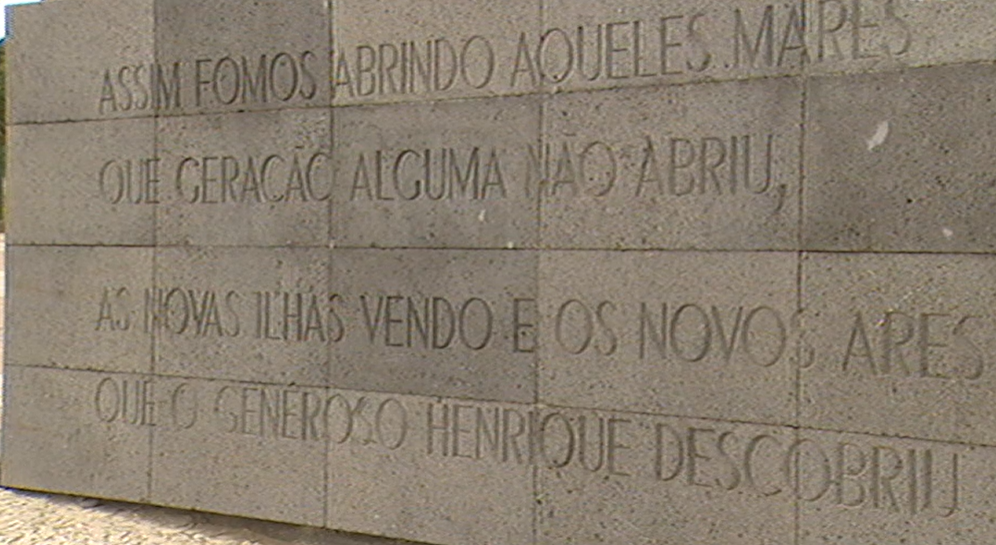 ASSIM FOMOS ABRINDO AQUELES MARES
QUE GERAÇÃO ALGUMA NÃO ABRIU,
AS NOVAS ILHAS VENDO E OS NOVOS ARES
QUE O GENEROSO HENRIQUE DESCOBRIU